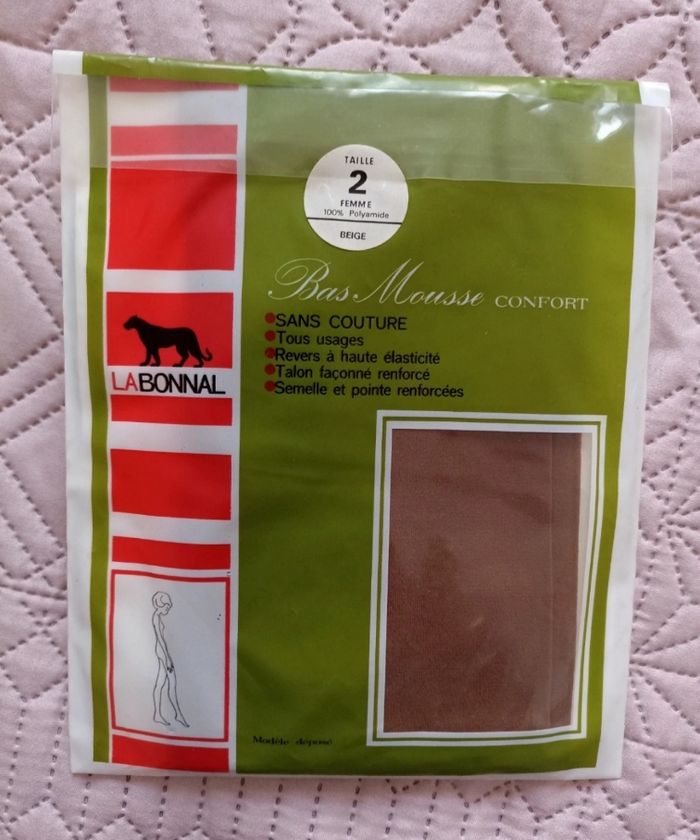 TAILLE
2
FEMME
100% Polyamide
BEIGE
Bas Mousse CONFORT
SANS COUTURE
Tous usages
Revers à haute élasticité
Talon façonné renforcé
Semelle et pointe renforcées
LABONNAL
Modèle déposé